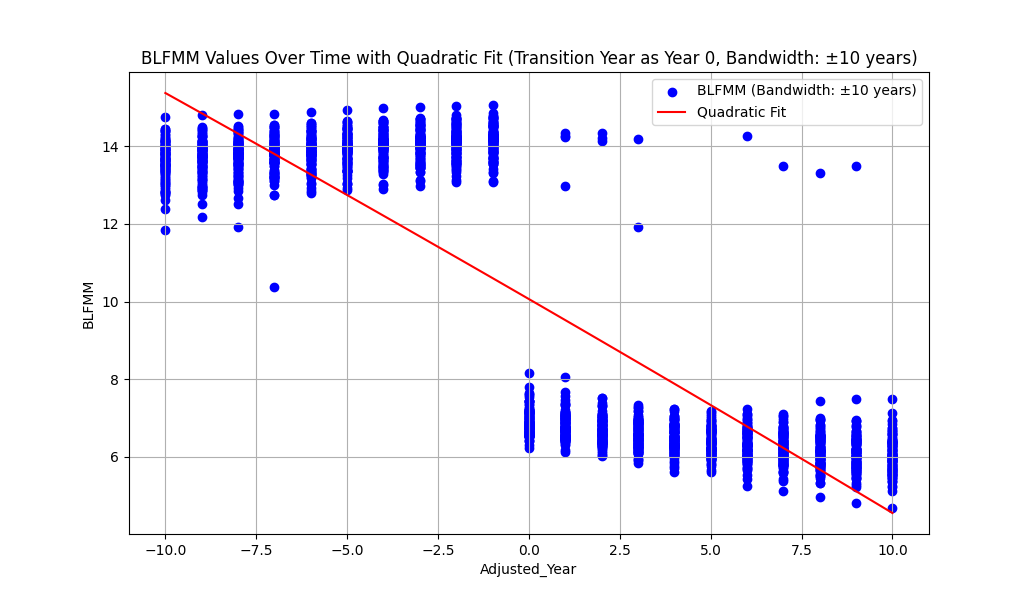 BLFMM Values Over Time with Quadratic Fit (Transition Year as Year 0, Bandwidth: ±10 years)
BLFMM (Bandwidth: ±10 years)
Quadratic Fit
14
12
10
8
6
BLFMM
−10.0 −7.5 −5.0 −2.5 0.0 2.5 5.0 7.5 10.0
Adjusted_Year